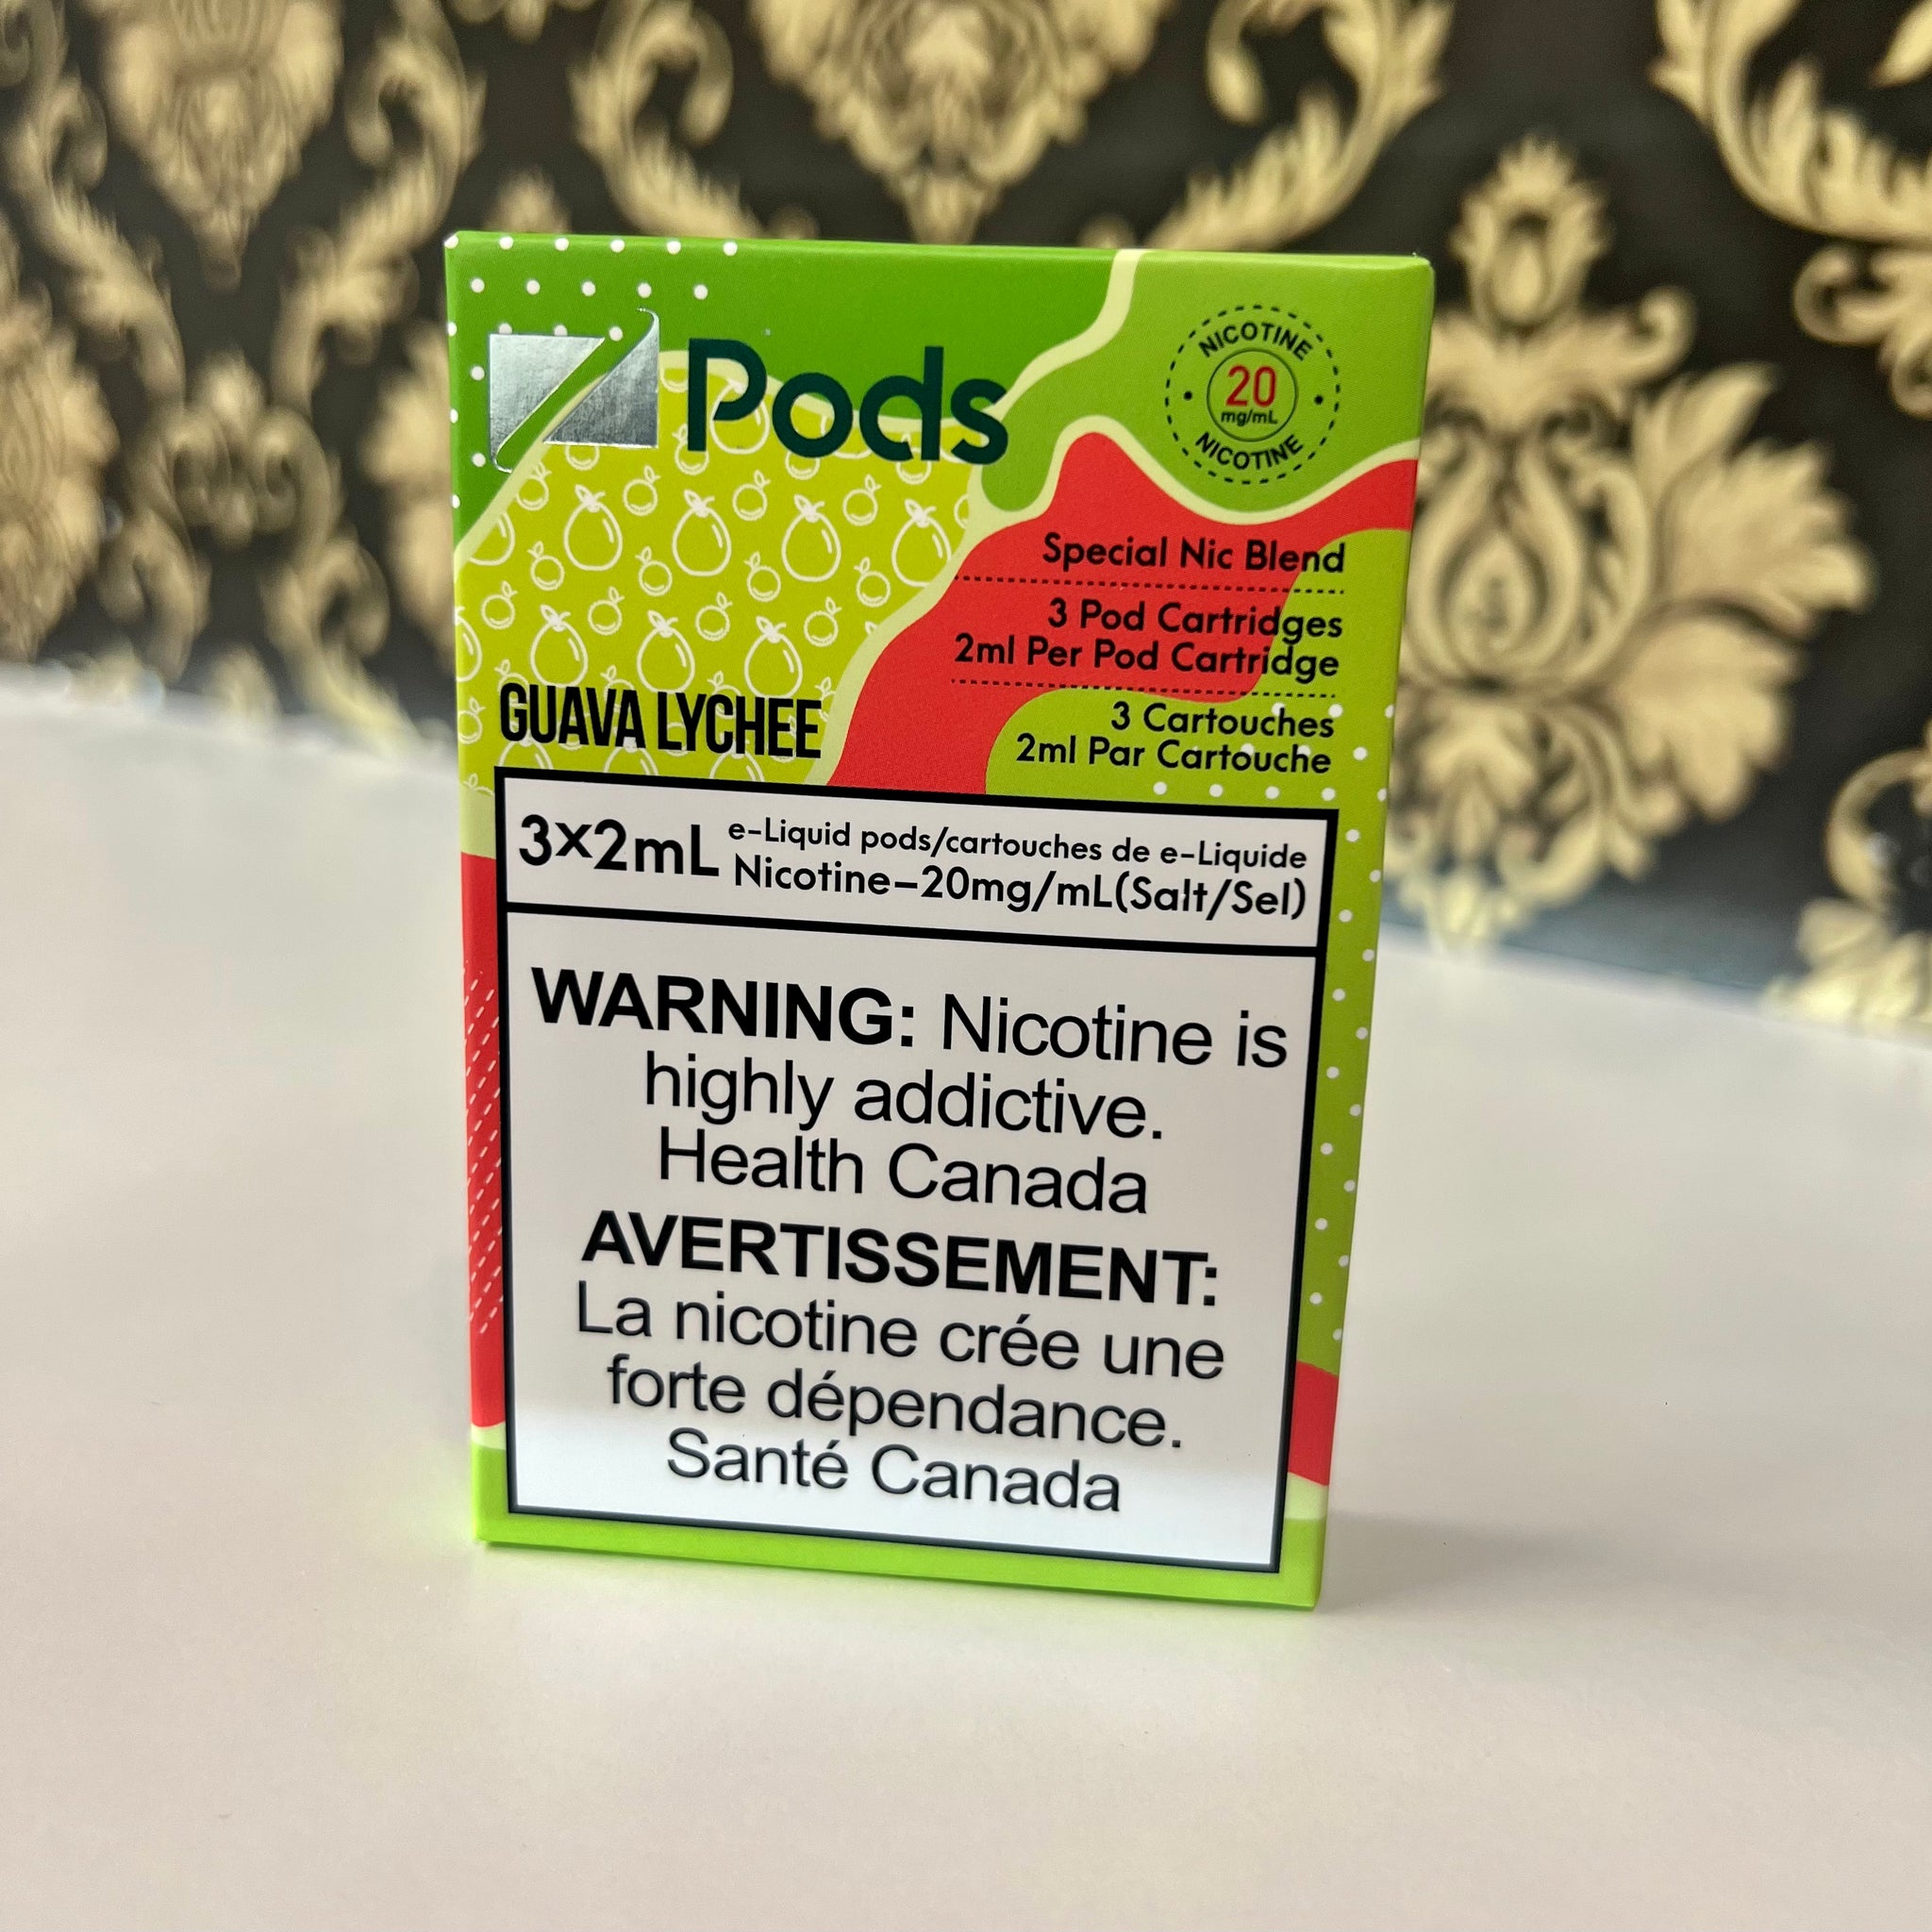 Z Pods
NICOTINE
20
mg/mL
NICOTINE
Special Nic Blend
3 Pod Cartridges
2ml Per Pod Cartridge
3 Cartouches
2ml Par Cartouche
GUAVA LYCHEE
3x2mL e-Liquid pods/cartouches de e-Liquide
Nicotine-20mg/mL(Salt/Sel)
WARNING: Nicotine is
highly addictive.
Health Canada
AVERTISSEMENT:
La nicotine crée une
forte dépendance.
Santé Canada